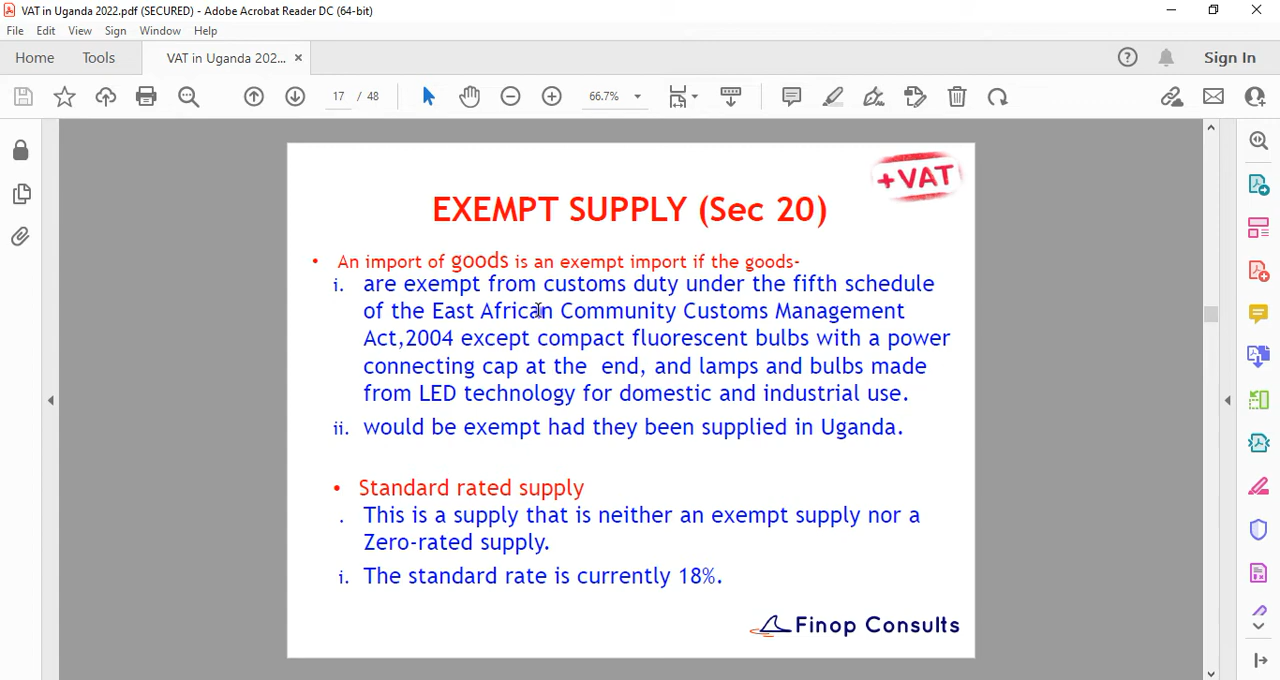 VAT in Uganda 2022.pdf (SECURED) - Adobe Acrobat Reader DC (64-bit)
File Edit View Sign Window Help
Home Tools VAT in Uganda 202... × Sign In
17 / 48 66.7%
+VAT
EXEMPT SUPPLY (Sec 20)
• An import of goods is an exempt import if the goods-
i. are exempt from customs duty under the fifth schedule
of the East African Community Customs Management
Act,2004 except compact fluorescent bulbs with a power
connecting cap at the end, and lamps and bulbs made
from LED technology for domestic and industrial use.
ii. would be exempt had they been supplied in Uganda.
• Standard rated supply
. This is a supply that is neither an exempt supply nor a
Zero-rated supply.
i. The standard rate is currently 18%.
Finop Consults